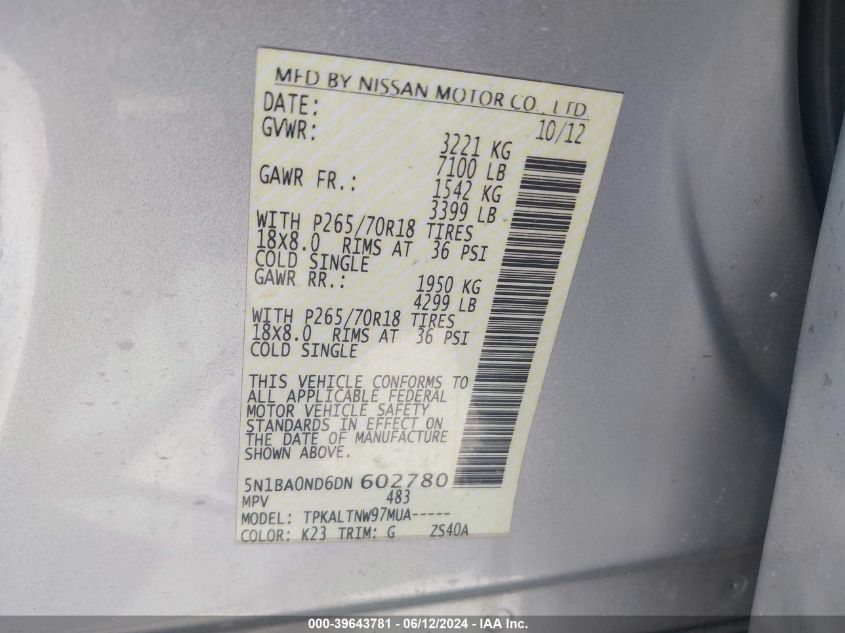 MFD BY NISSAN MOTOR CO., LTD
DATE: 10/12
GVWR: 3221 KG
7100 LB
GAWR FR.: 1542 KG
3399 LB
WITH P265/70R18 TIRES
18X8.0 RIMS AT 36 PSI
COLD SINGLE
GAWR RR.: 1950 KG
4299 LB
WITH P265/70R18 TIRES
18X8.0 RIMS AT 36 PSI
COLD SINGLE
THIS VEHICLE CONFORMS TO
ALL APPLICABLE FEDERAL
MOTOR VEHICLE SAFETY
STANDARDS IN EFFECT ON
THE DATE OF MANUFACTURE
SHOWN ABOVE.
5N1BA0ND6DN 602780
MPV 483
MODEL: TPKALTNW97MUA-----
COLOR: K23 TRIM: G ZS40A
000-39643781 - 06/12/2024 - IAA Inc.